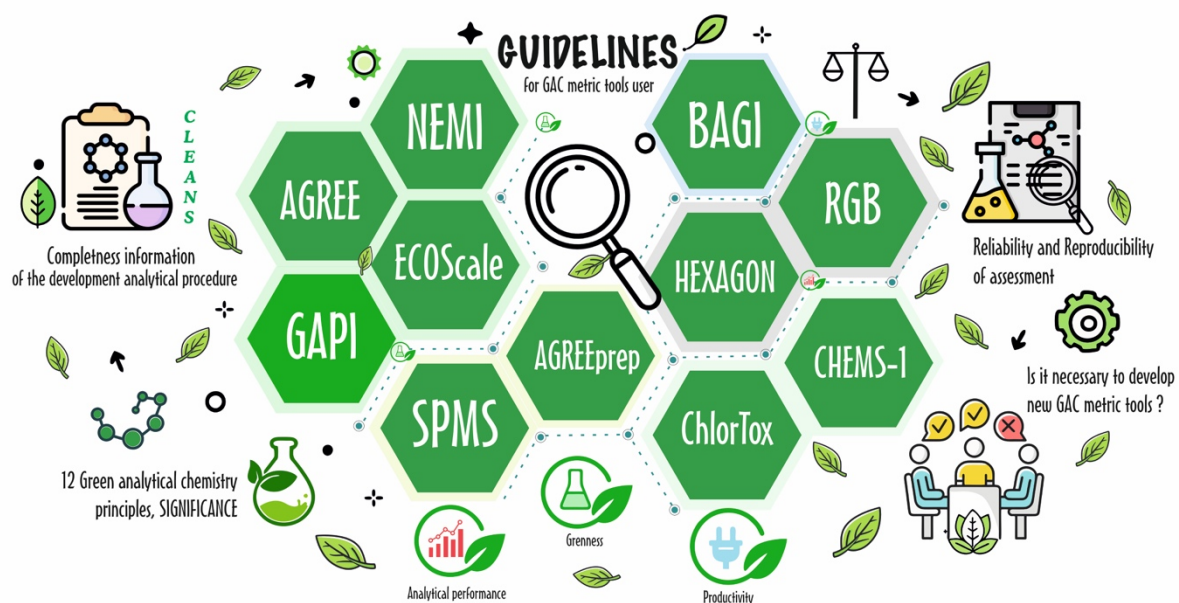 GUIDELINES
for GAC metric tools user
NEMI
BAGI
AGREE
RGB
ECOScale
HEXAGON
GAPI
AGREEprep
CHEMS-1
SPMS
ChlorTox
CLEANS
Completness information
of the development analytical procedure
12 Green analytical chemistry
principles, SIGNIFICANCE
Reliability and Reproducibility
of assessment
Is it necessary to develop
new GAC metric tools ?
Analytical performance
Grenness
Productivity